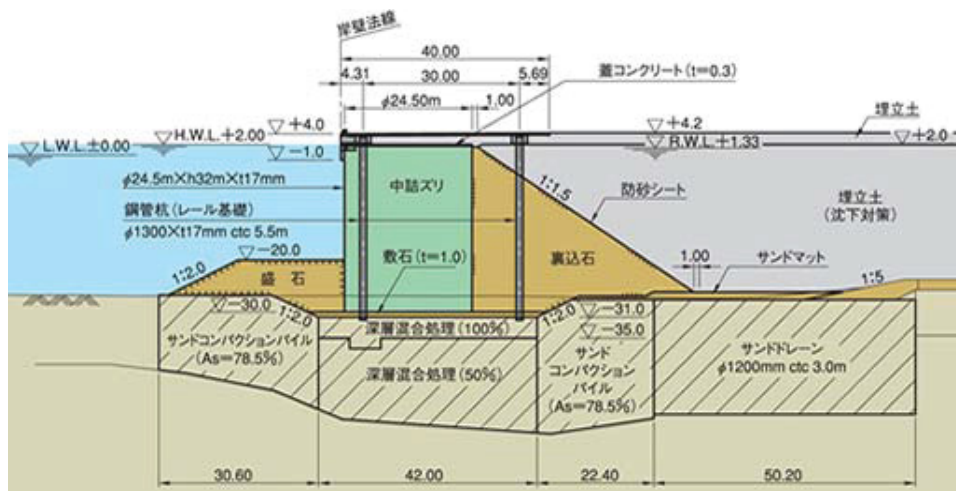 岸壁法線
40.00
4.31
30.00
5.69
蓋コンクリート(t=0.3)
φ24.50m
1.00
埋立土
+4.0
+4.2
H.W.L.+2.00
+2.0
L.W.L±0.00
R.W.L+1.33
−1.0
φ24.5m×h32m×t17mm
中詰ズリ
1:1.5
防砂シート
鋼管杭(レール基礎)
φ1300×t17mm ctc 5.5m
埋立土
(沈下対策)
−20.0
敷石(t=1.0)
裏込石
1.00
サンドマット
1:2.0
盛石
1:5
−30.0
1:2.0
1:2.0
−31.0
深層混合処理(100%)
−35.0
サンドコンパクションパイル
(As=78.5%)
深層混合処理(50%)
サンド
コンパクション
パイル
(As=78.5%)
サンドドレーン
φ1200mm ctc 3.0m
30.60
42.00
22.40
50.20